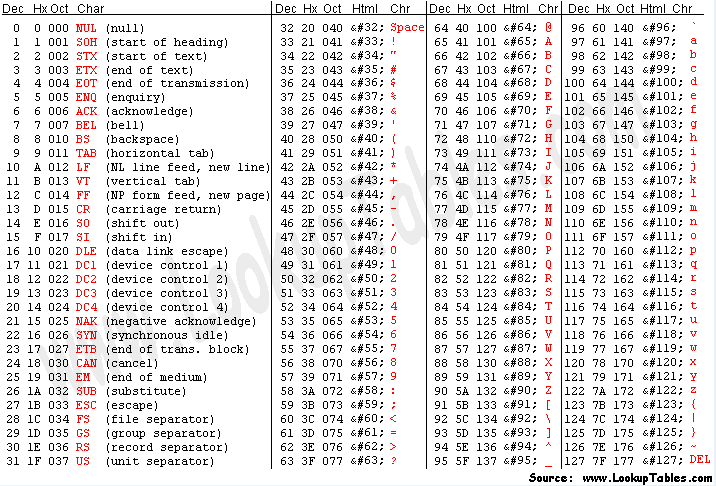 Dec Hx Oct Char Dec Hx Oct Html Chr Dec Hx Oct Html Chr Dec Hx Oct Html Chr
0 0 000 NUL (null) 32 20 040 &#32; Space 64 40 100 &#64; @ 96 60 140 &#96; `
1 1 001 SOH (start of heading) 33 21 041 &#33; ! 65 41 101 &#65; A 97 61 141 &#97; a
2 2 002 STX (start of text) 34 22 042 &#34; " 66 42 102 &#66; B 98 62 142 &#98; b
3 3 003 ETX (end of text) 35 23 043 &#35; # 67 43 103 &#67; C 99 63 143 &#99; c
4 4 004 EOT (end of transmission) 36 24 044 &#36; $ 68 44 104 &#68; D 100 64 144 &#100; d
5 5 005 ENQ (enquiry) 37 25 045 &#37; % 69 45 105 &#69; E 101 65 145 &#101; e
6 6 006 ACK (acknowledge) 38 26 046 &#38; & 70 46 106 &#70; F 102 66 146 &#102; f
7 7 007 BEL (bell) 39 27 047 &#39; ' 71 47 107 &#71; G 103 67 147 &#103; g
8 8 010 BS (backspace) 40 28 050 &#40; ( 72 48 110 &#72; H 104 68 150 &#104; h
9 9 011 TAB (horizontal tab) 41 29 051 &#41; ) 73 49 111 &#73; I 105 69 151 &#105; i
10 A 012 LF (NL line feed, new line) 42 2A 052 &#42; * 74 4A 112 &#74; J 106 6A 152 &#106; j
11 B 013 VT (vertical tab) 43 2B 053 &#43; + 75 4B 113 &#75; K 107 6B 153 &#107; k
12 C 014 FF (NP form feed, new page) 44 2C 054 &#44; , 76 4C 114 &#76; L 108 6C 154 &#108; l
13 D 015 CR (carriage return) 45 2D 055 &#45; - 77 4D 115 &#77; M 109 6D 155 &#109; m
14 E 016 SO (shift out) 46 2E 056 &#46; . 78 4E 116 &#78; N 110 6E 156 &#110; n
15 F 017 SI (shift in) 47 2F 057 &#47; / 79 4F 117 &#79; O 111 6F 157 &#111; o
16 10 020 DLE (data link escape) 48 30 060 &#48; 0 80 50 120 &#80; P 112 70 160 &#112; p
17 11 021 DC1 (device control 1) 49 31 061 &#49; 1 81 51 121 &#81; Q 113 71 161 &#113; q
18 12 022 DC2 (device control 2) 50 32 062 &#50; 2 82 52 122 &#82; R 114 72 162 &#114; r
19 13 023 DC3 (device control 3) 51 33 063 &#51; 3 83 53 123 &#83; S 115 73 163 &#115; s
20 14 024 DC4 (device control 4) 52 34 064 &#52; 4 84 54 124 &#84; T 116 74 164 &#116; t
21 15 025 NAK (negative acknowledge) 53 35 065 &#53; 5 85 55 125 &#85; U 117 75 165 &#117; u
22 16 026 SYN (synchronous idle) 54 36 066 &#54; 6 86 56 126 &#86; V 118 76 166 &#118; v
23 17 027 ETB (end of trans. block) 55 37 067 &#55; 7 87 57 127 &#87; W 119 77 167 &#119; w
24 18 030 CAN (cancel) 56 38 070 &#56; 8 88 58 130 &#88; X 120 78 170 &#120; x
25 19 031 EM (end of medium) 57 39 071 &#57; 9 89 59 131 &#89; Y 121 79 171 &#121; y
26 1A 032 SUB (substitute) 58 3A 072 &#58; : 90 5A 132 &#90; Z 122 7A 172 &#122; z
27 1B 033 ESC (escape) 59 3B 073 &#59; ; 91 5B 133 &#91; [ 123 7B 173 &#123; {
28 1C 034 FS (file separator) 60 3C 074 &#60; < 92 5C 134 &#92; \ 124 7C 174 &#124; |
29 1D 035 GS (group separator) 61 3D 075 &#61; = 93 5D 135 &#93; ] 125 7D 175 &#125; }
30 1E 036 RS (record separator) 62 3E 076 &#62; > 94 5E 136 &#94; ^ 126 7E 176 &#126; ~
31 1F 037 US (unit separator) 63 3F 077 &#63; ? 95 5F 137 &#95; _ 127 7F 177 &#127; DEL
Source: www.LookupTables.com
www.LookupTables.com